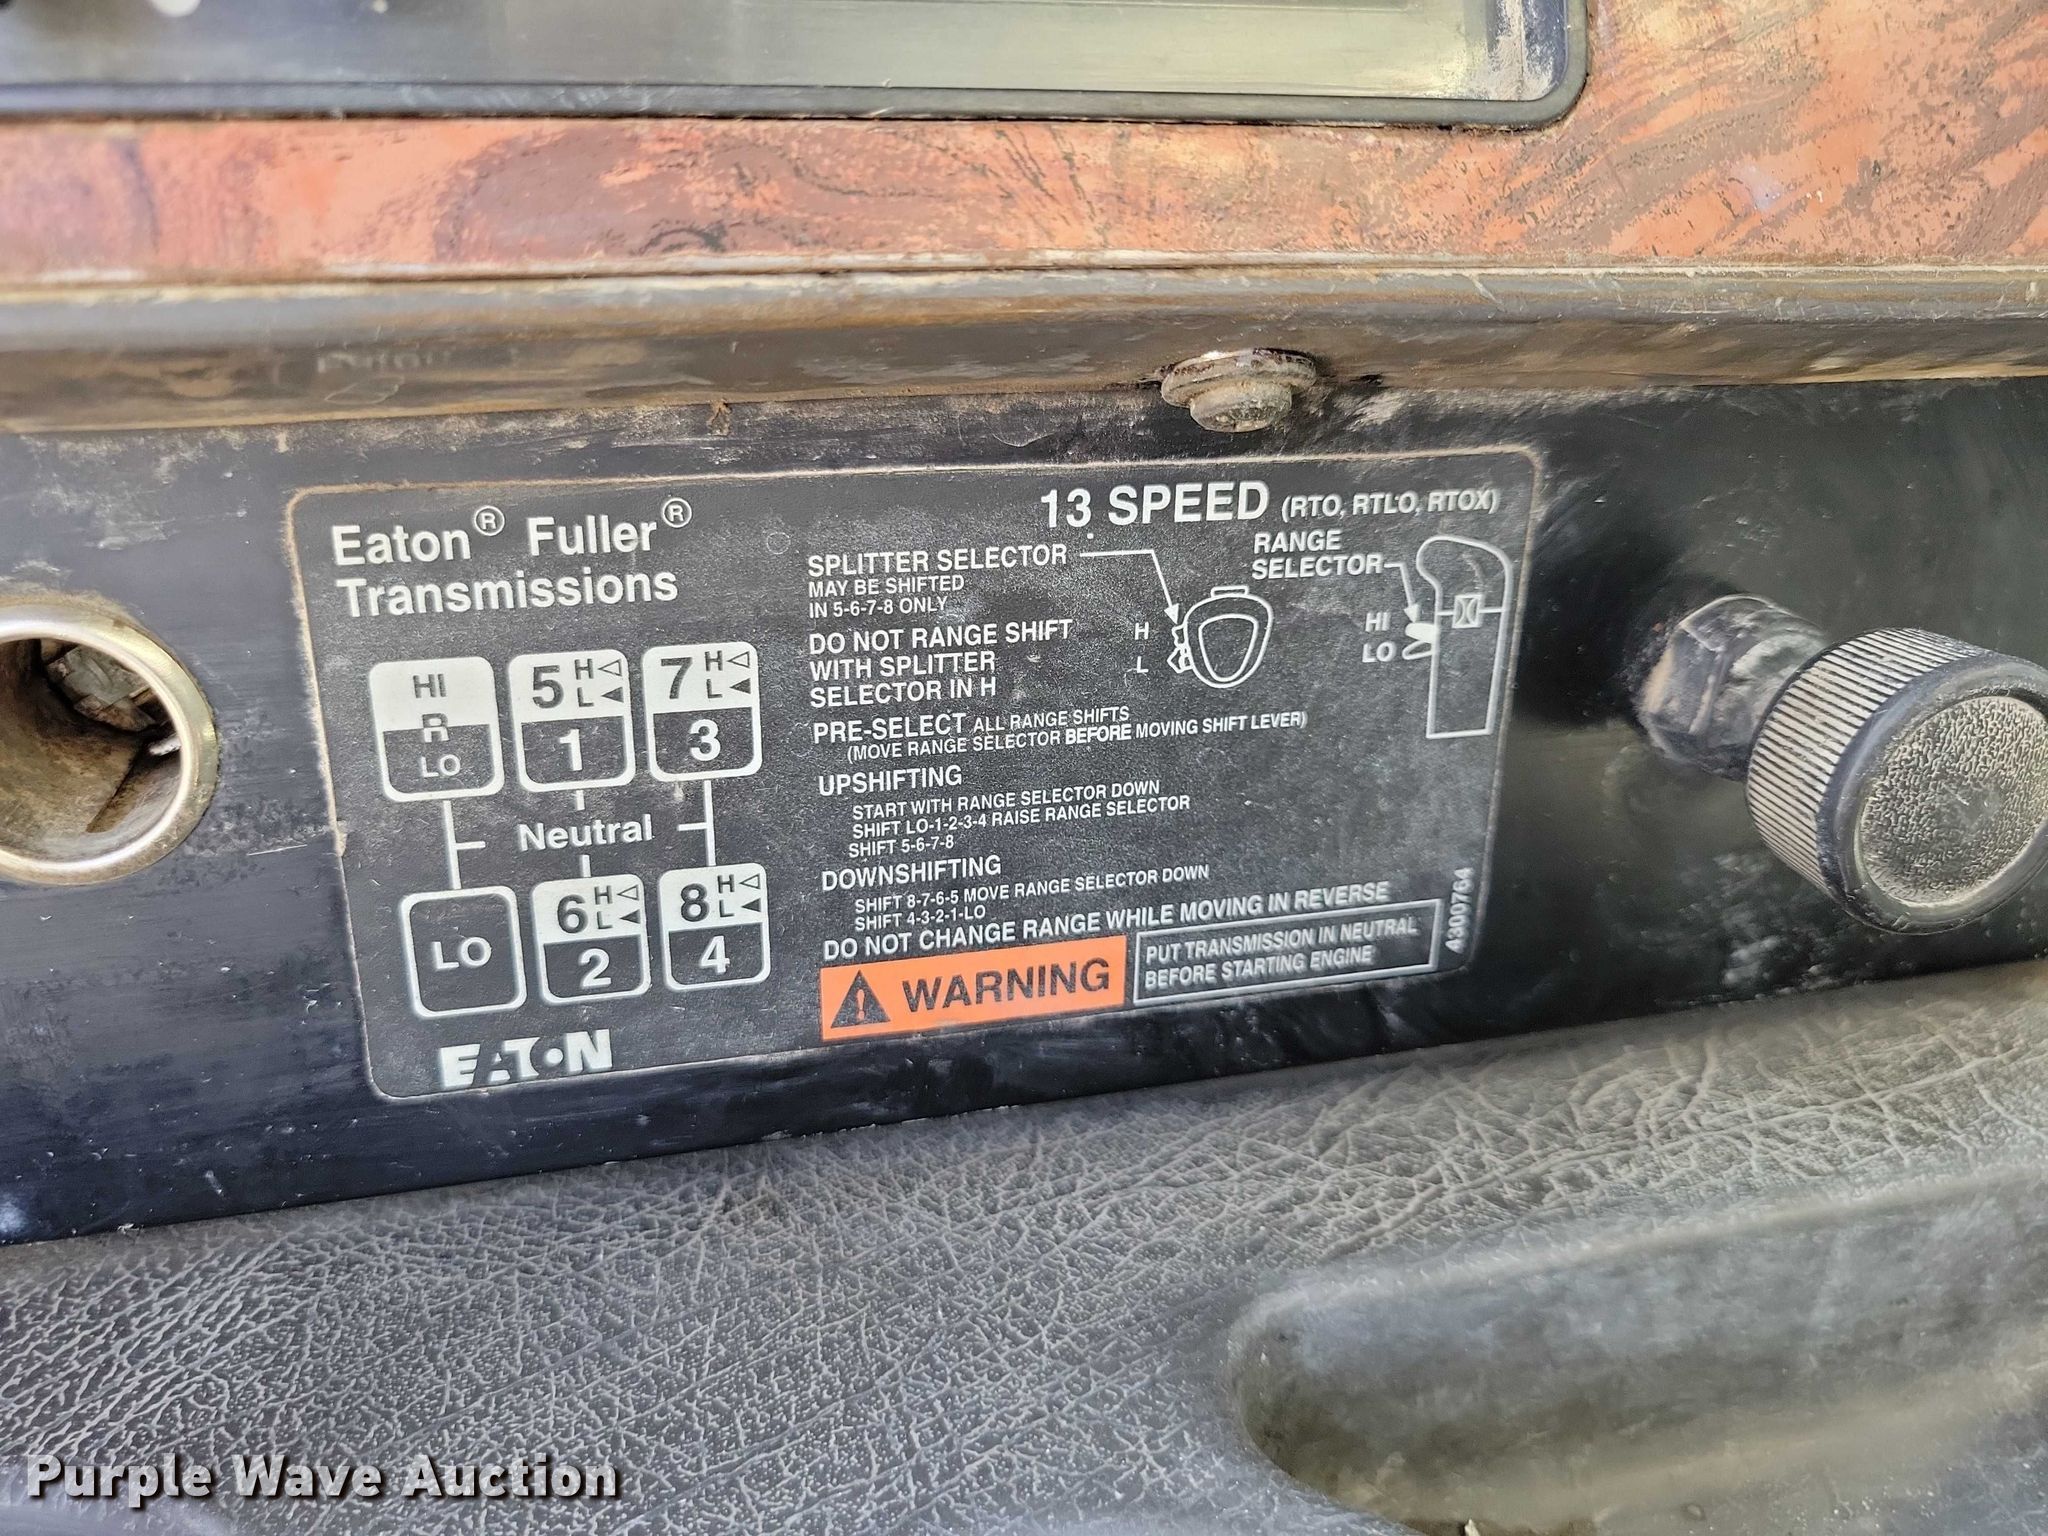 Eaton® Fuller®
Transmissions
13 SPEED (RTO, RTLO, RTOX)
SPLITTER SELECTOR
MAY BE SHIFTED
IN 5-6-7-8 ONLY
RANGE
SELECTOR
H
L
HI
LO
DO NOT RANGE SHIFT
WITH SPLITTER
SELECTOR IN H
PRE-SELECT ALL RANGE SHIFTS
(MOVE RANGE SELECTOR BEFORE MOVING SHIFT LEVER)
UPSHIFTING
START WITH RANGE SELECTOR DOWN
SHIFT LO-1-2-3-4 RAISE RANGE SELECTOR
SHIFT 5-6-7-8
DOWNSHIFTING
SHIFT 8-7-6-5 MOVE RANGE SELECTOR DOWN
SHIFT 4-3-2-1-LO
DO NOT CHANGE RANGE WHILE MOVING IN REVERSE
WARNING
PUT TRANSMISSION IN NEUTRAL
BEFORE STARTING ENGINE
4300764
HI
R
LO
5 H L
1
7 H L
3
Neutral
LO
6 H L
2
8 H L
4
EATON
Purple Wave Auction